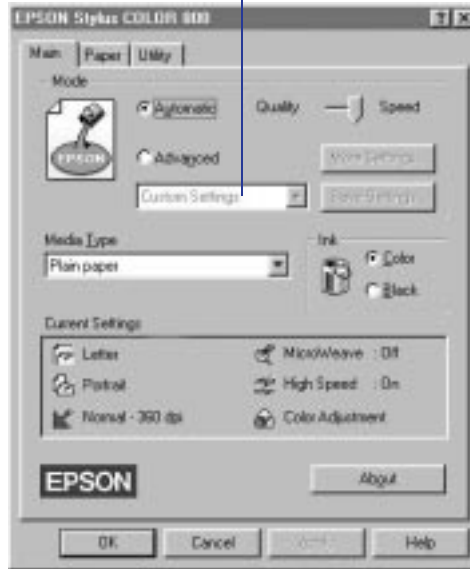 EPSON Stylus COLOR 800
Main Paper Utility
Mode
Automatic Quality Speed
EPSON
Advanced More Settings...
Custom Settings Save Settings...
Media Type Ink
Plain paper Color
Black
Current Settings
Letter MicroWeave : Off
Portrait High Speed : On
Normal - 360 dpi Color Adjustment
EPSON About
OK Cancel Help